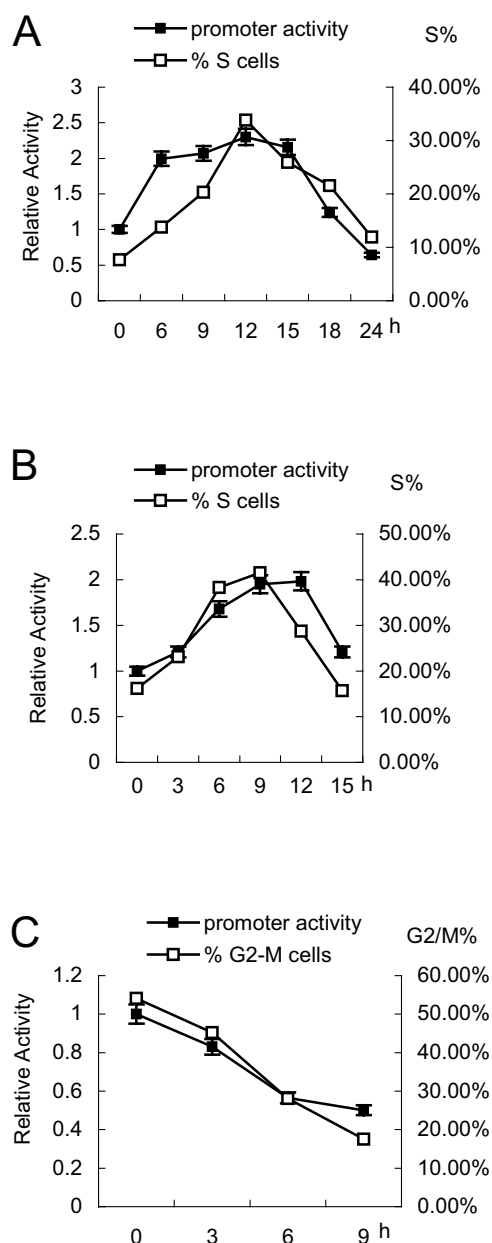 A
promoter activity
% S cells
S%
Relative Activity
3
2.5
2
1.5
1
0.5
0
40.00%
30.00%
20.00%
10.00%
0.00%
0 6 9 12 15 18 24 h
B
promoter activity
% S cells
S%
Relative Activity
2.5
2
1.5
1
0.5
0
50.00%
40.00%
30.00%
20.00%
10.00%
0.00%
0 3 6 9 12 15 h
C
promoter activity
% G2-M cells
G2/M%
Relative Activity
1.2
1
0.8
0.6
0.4
0.2
0
60.00%
50.00%
40.00%
30.00%
20.00%
10.00%
0.00%
0 3 6 9 h